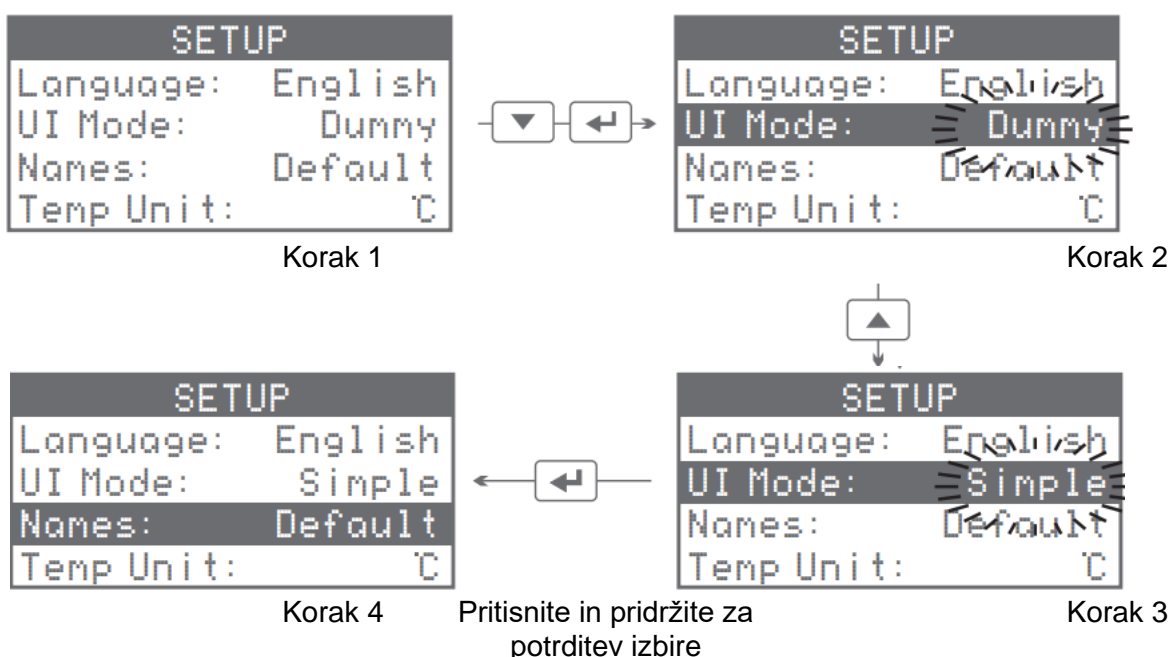 SETUP
Language: English
UI Mode: Dummy
Names: Default
Temp Unit: °C
Korak 1
SETUP
Language: English
UI Mode: Dummy
Names: Default
Temp Unit: °C
Korak 2
SETUP
Language: English
UI Mode: Simple
Names: Default
Temp Unit: °C
Korak 3
SETUP
Language: English
UI Mode: Simple
Names: Default
Temp Unit: °C
Korak 4
Pritisnite in pridržite za
potrditev izbire